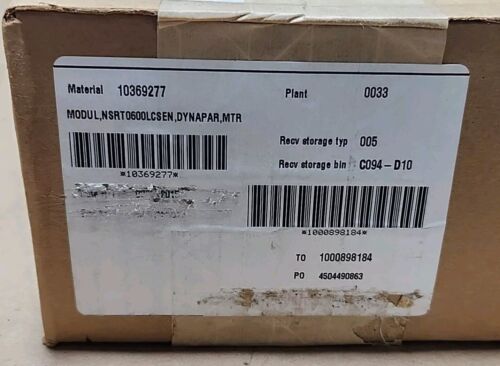 Material 10369277 Plant 0033
MODUL,NSRT0600LCSEN,DYNAPAR,MTR
Recv storage typ 005
Recv storage bin C094-D10
*10369277*
*1000898184*
TO 1000898184
PO 4504490863